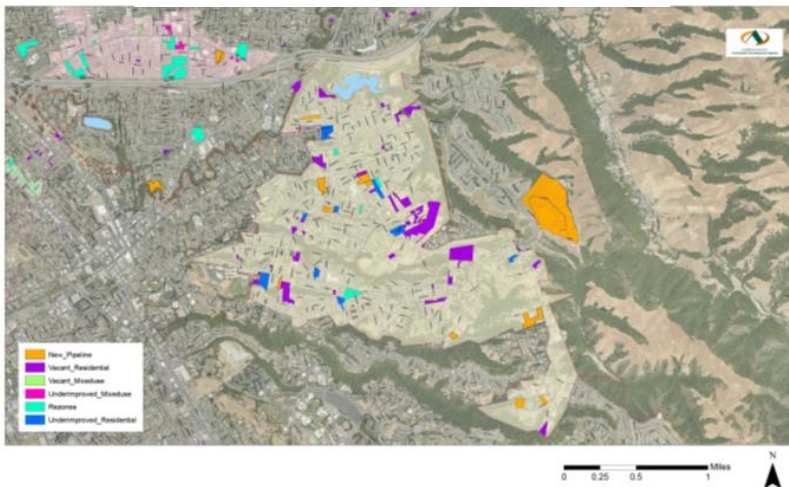 New_Pipeline
Vacant_Residential
Vacant_Mixeduse
Underimproved_Mixeduse
Rezones
Underimproved_Residential
N
Miles
0 0.25 0.5 1